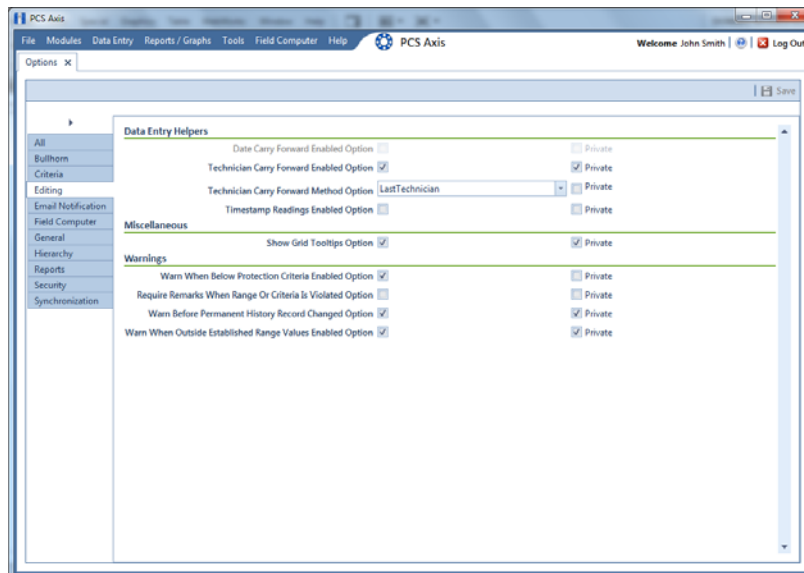 PCS Axis
File Modules Data Entry Reports / Graphs Tools Field Computer Help PCS Axis Welcome John Smith Log Out
Options
Save
Data Entry Helpers
All
Date Carry Forward Enabled Option Private
Bullhorn
Criteria
Technician Carry Forward Enabled Option Private
Editing
Technician Carry Forward Method Option LastTechnician Private
Email Notification
Timestamp Readings Enabled Option Private
Field Computer
Miscellaneous
General
Show Grid Tooltips Option Private
Hierarchy
Warnings
Reports
Warn When Below Protection Criteria Enabled Option Private
Security
Require Remarks When Range Or Criteria Is Violated Option Private
Synchronization
Warn Before Permanent History Record Changed Option Private
Warn When Outside Established Range Values Enabled Option Private